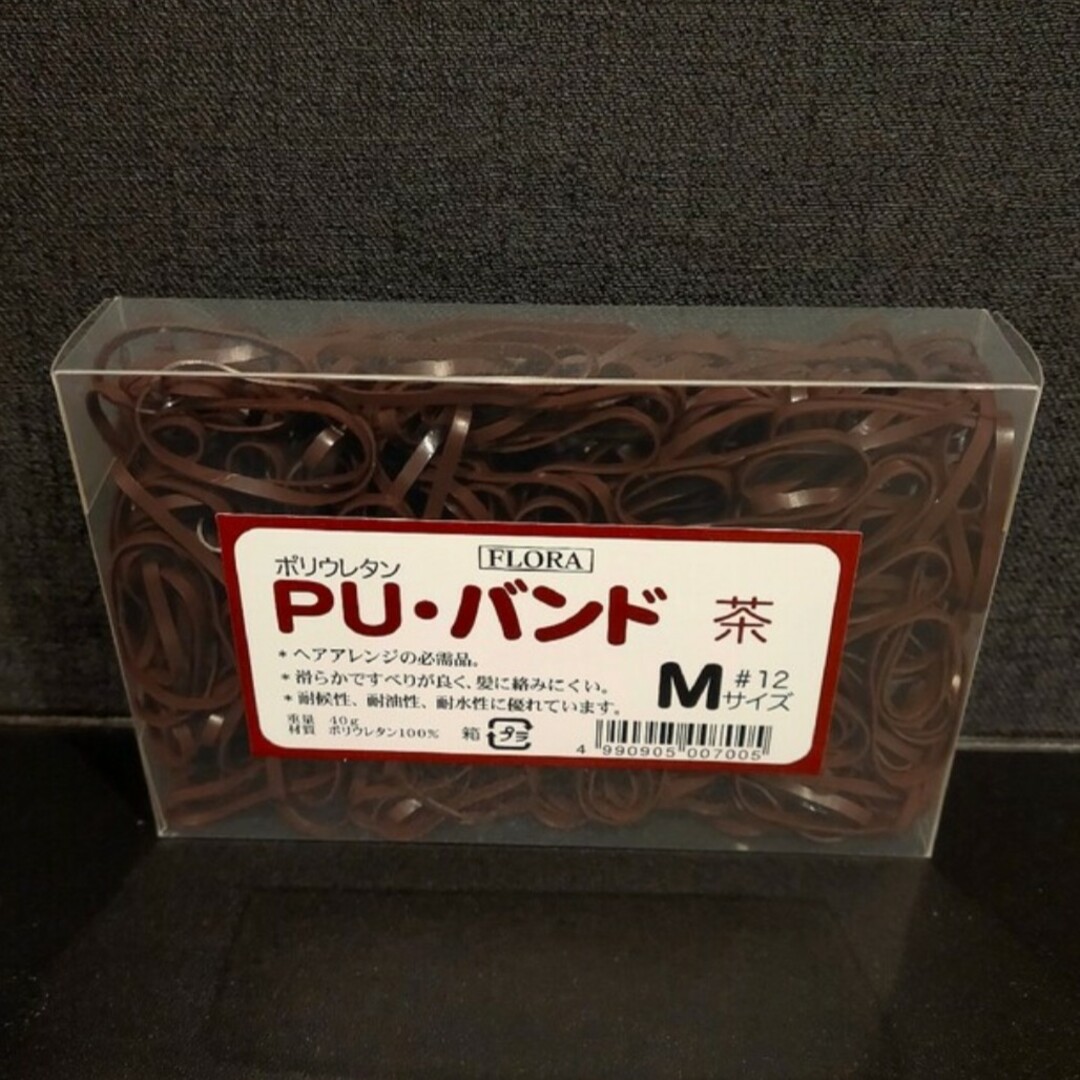 FLORA
ポリウレタン
PU・バンド 茶
*ヘアアレンジの必需品。
*滑らかですべりが良く、髪に絡みにくい。
*耐候性、耐油性、耐水性に優れています。
M #12
サイズ
重量 40g
材質 ポリウレタン100%
箱 プラ
4 990905 007005